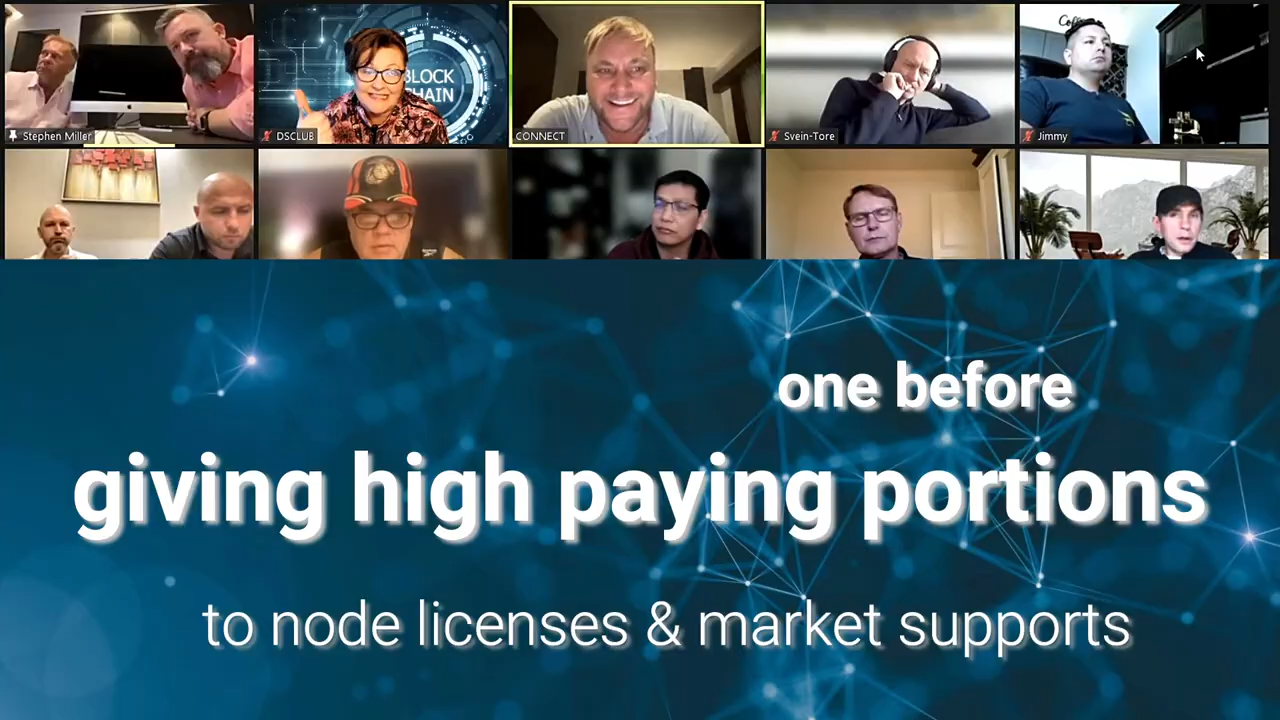 BLOCK
CHAIN
Coffee
Stephen Miller
DSCLUB
CONNECT
Svein-Tore
Jimmy
one before
giving high paying portions
to node licenses & market supports